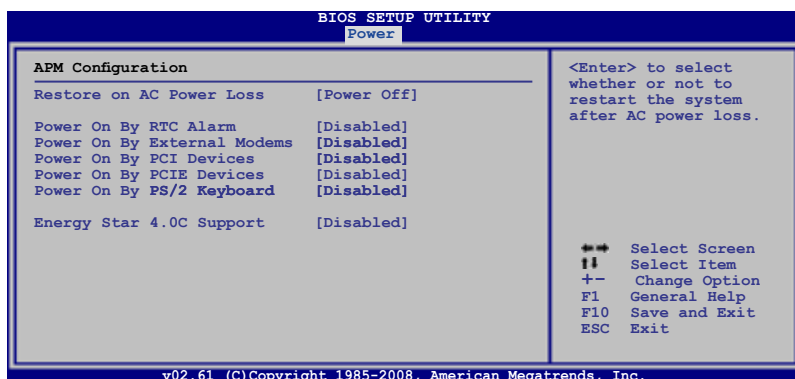 BIOS SETUP UTILITY
Power
APM Configuration
Restore on AC Power Loss [Power Off]
Power On By RTC Alarm [Disabled]
Power On By External Modems [Disabled]
Power On By PCI Devices [Disabled]
Power On By PCIE Devices [Disabled]
Power On By PS/2 Keyboard [Disabled]
Energy Star 4.0C Support [Disabled]
<Enter> to select
whether or not to
restart the system
after AC power loss.
←→ Select Screen
↑↓ Select Item
+- Change Option
F1 General Help
F10 Save and Exit
ESC Exit
v02.61 (C)Copyright 1985-2008, American Megatrends, Inc.